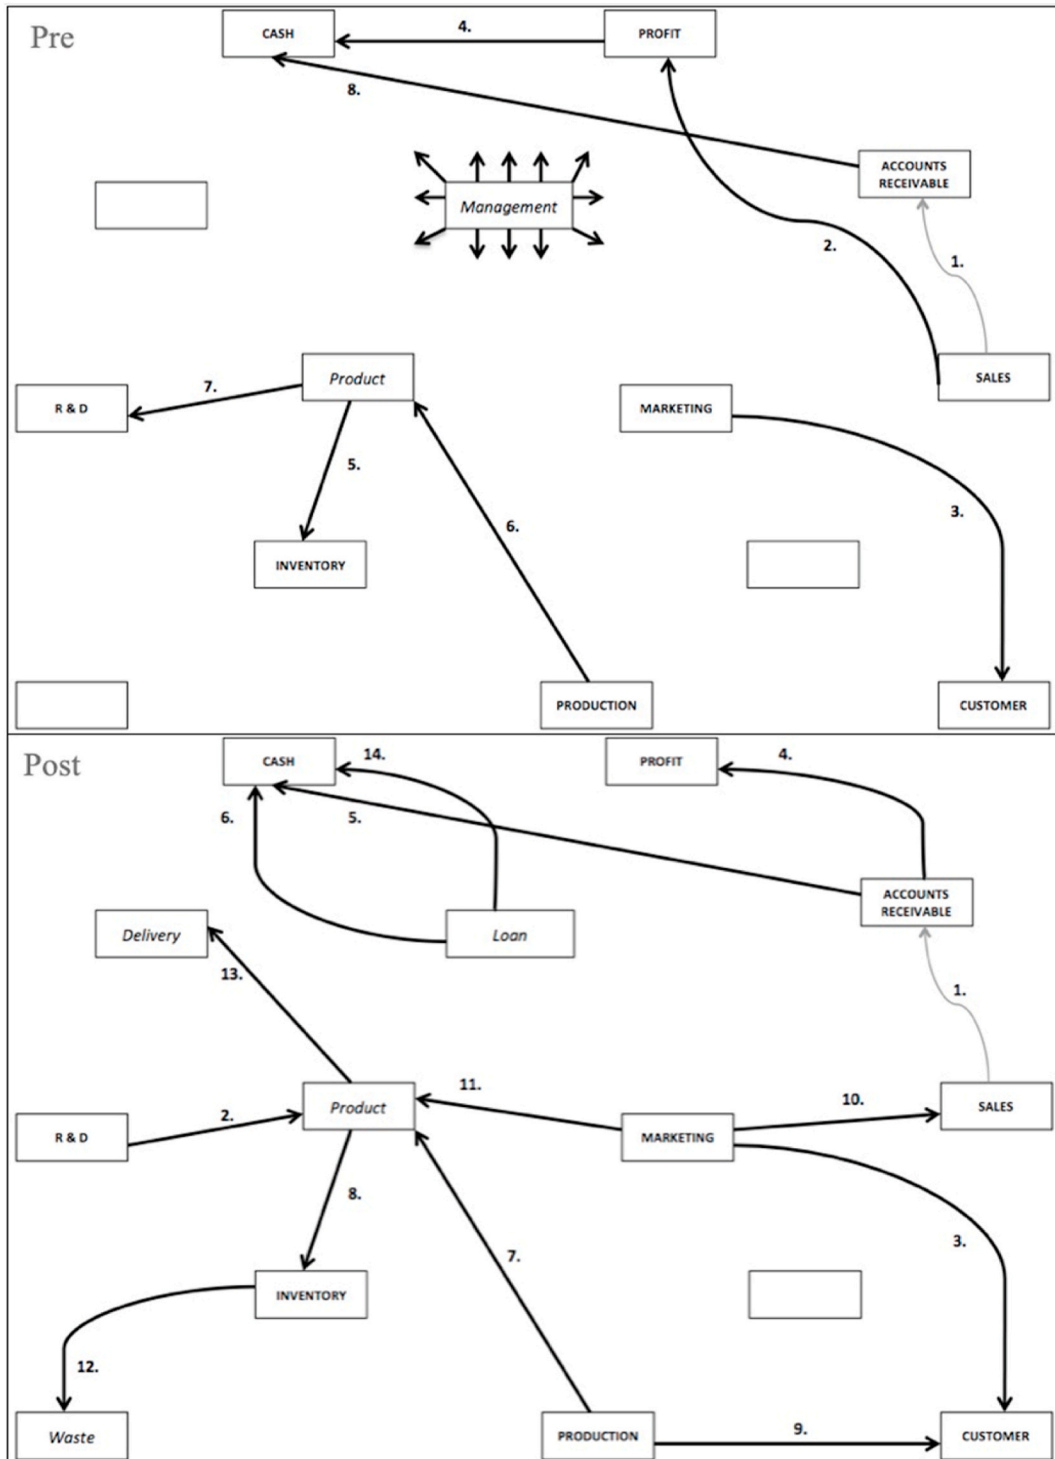 Pre
CASH
4.
PROFIT
8.
ACCOUNTS
RECEIVABLE
Management
2.
1.
Product
SALES
7.
R & D
MARKETING
5.
3.
6.
INVENTORY
PRODUCTION
CUSTOMER
Post
CASH
14.
PROFIT
4.
6.
5.
ACCOUNTS
RECEIVABLE
Delivery
Loan
13.
1.
11.
10.
Product
SALES
2.
R & D
MARKETING
8.
3.
7.
INVENTORY
12.
9.
Waste
PRODUCTION
CUSTOMER